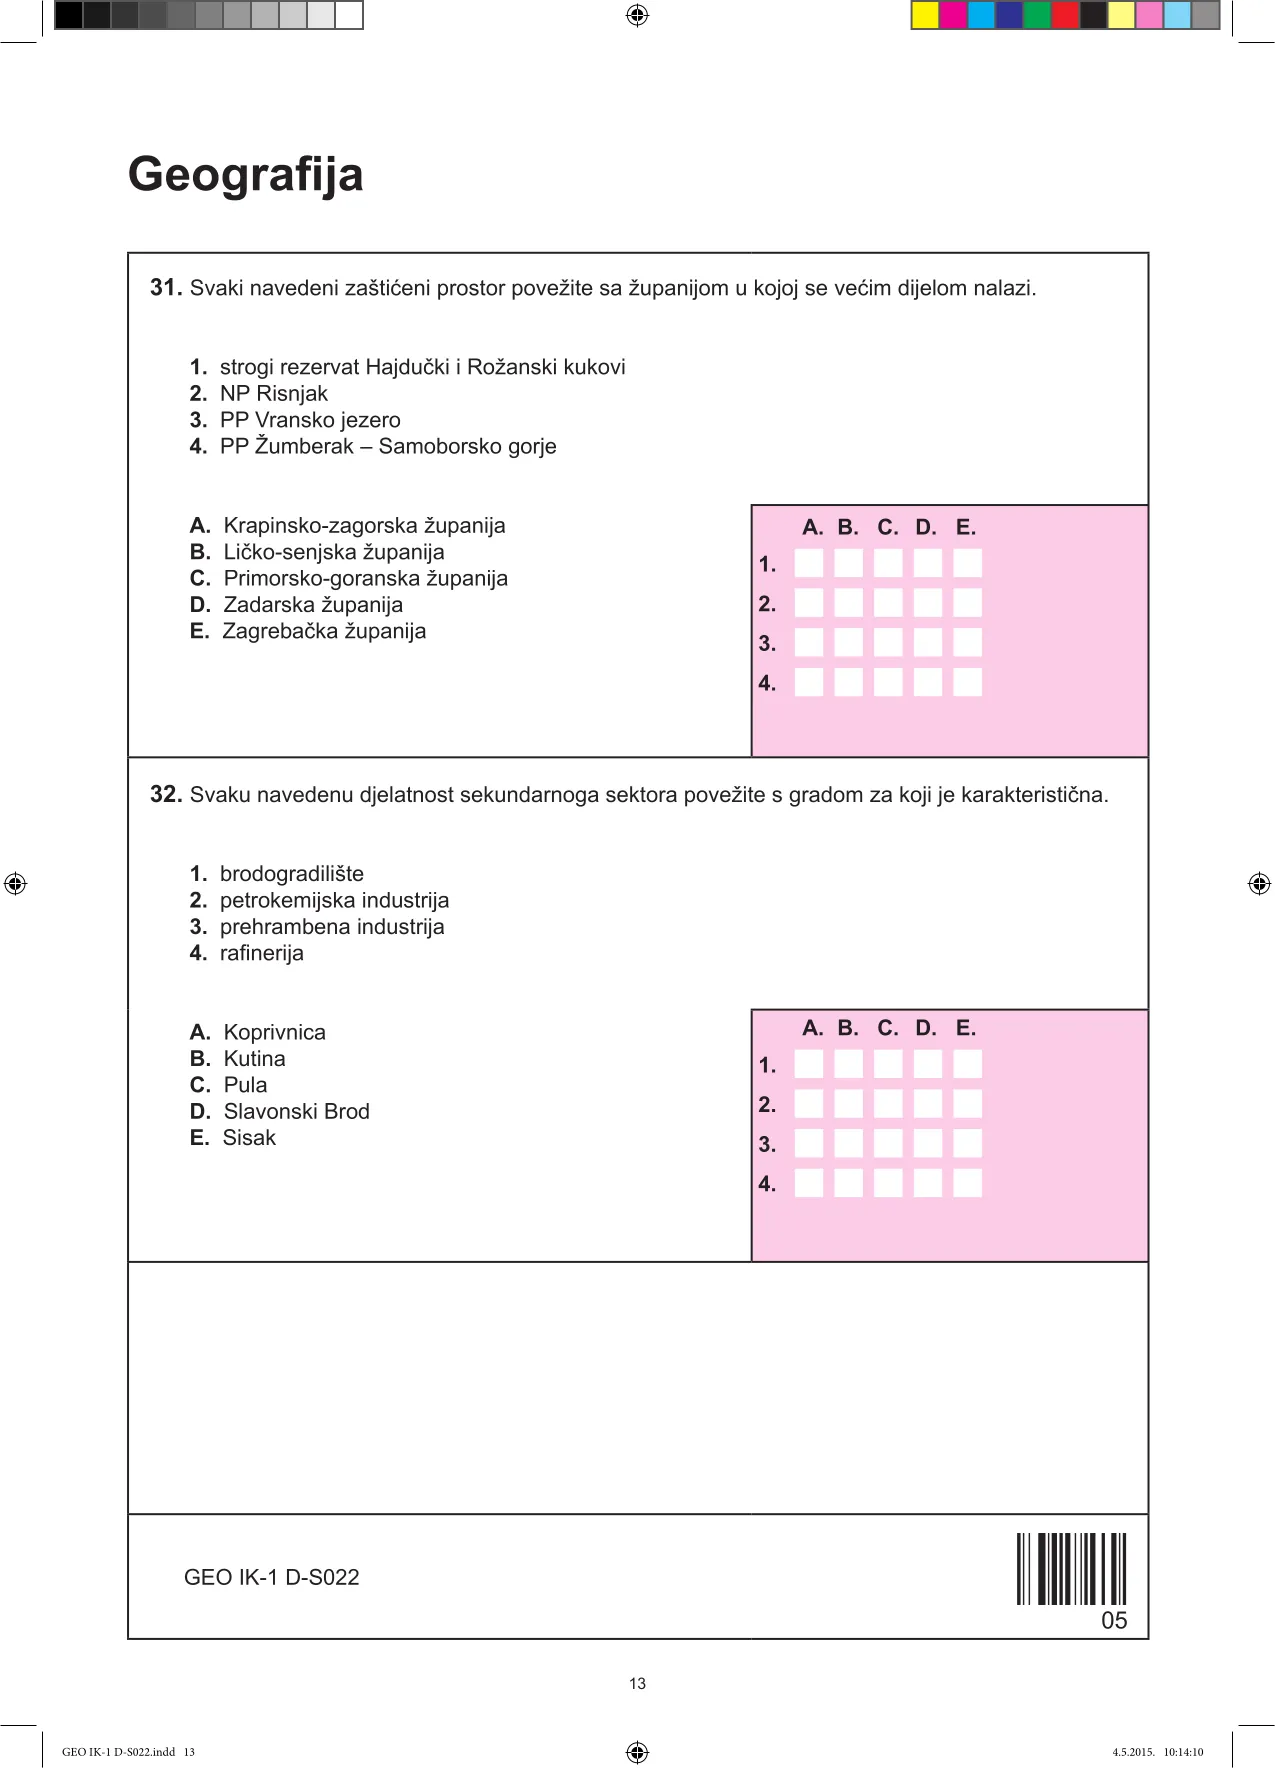 Geografija
31. Svaki navedeni zaštićeni prostor povežite sa županijom u kojoj se većim dijelom nalazi.
1. strogi rezervat Hajdučki i Rožanski kukovi
2. NP Risnjak
3. PP Vransko jezero
4. PP Žumberak – Samoborsko gorje
A. Krapinsko-zagorska županija
B. Ličko-senjska županija
C. Primorsko-goranska županija
D. Zadarska županija
E. Zagrebačka županija
A. B. C. D. E.
1.
2.
3.
4.
32. Svaku navedenu djelatnost sekundarnoga sektora povežite s gradom za koji je karakteristična.
1. brodogradilište
2. petrokemijska industrija
3. prehrambena industrija
4. rafinerija
A. Koprivnica
B. Kutina
C. Pula
D. Slavonski Brod
E. Sisak
A. B. C. D. E.
1.
2.
3.
4.
GEO IK-1 D-S022
05
13
GEO IK-1 D-S022.indd 13
4.5.2015. 10:14:10